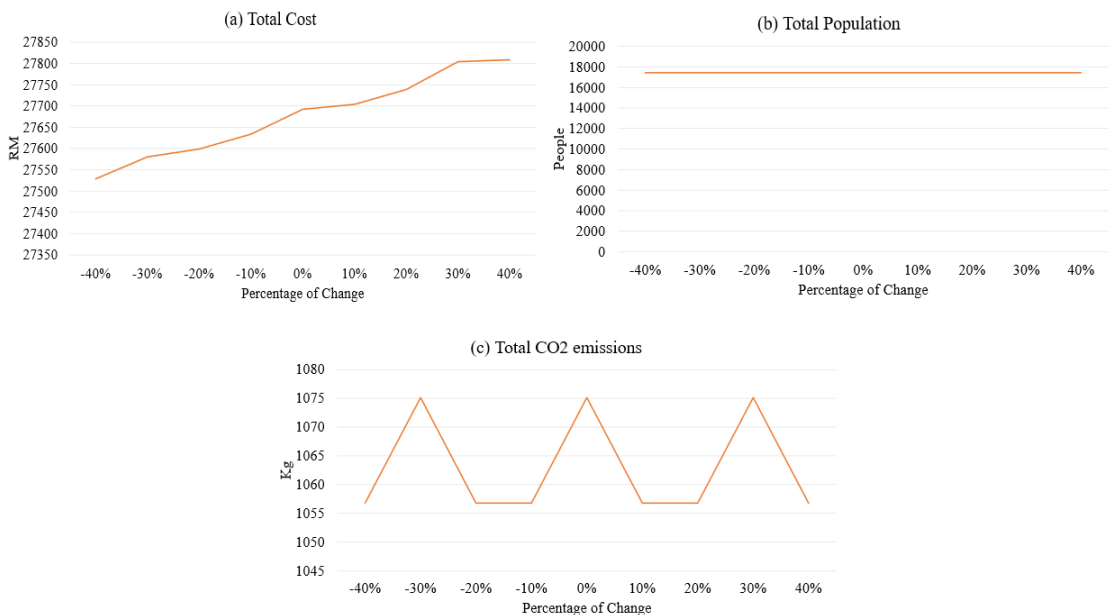 (a) Total Cost
27850
27800
27750
27700
27650
27600
27550
27500
27450
27400
27350
RM
-40% -30% -20% -10% 0% 10% 20% 30% 40%
Percentage of Change
(b) Total Population
20000
18000
16000
14000
12000
10000
8000
6000
4000
2000
0
People
-40% -30% -20% -10% 0% 10% 20% 30% 40%
Percentage of Change
(c) Total CO2 emissions
1080
1075
1070
1065
1060
1055
1050
1045
Kg
-40% -30% -20% -10% 0% 10% 20% 30% 40%
Percentage of Change